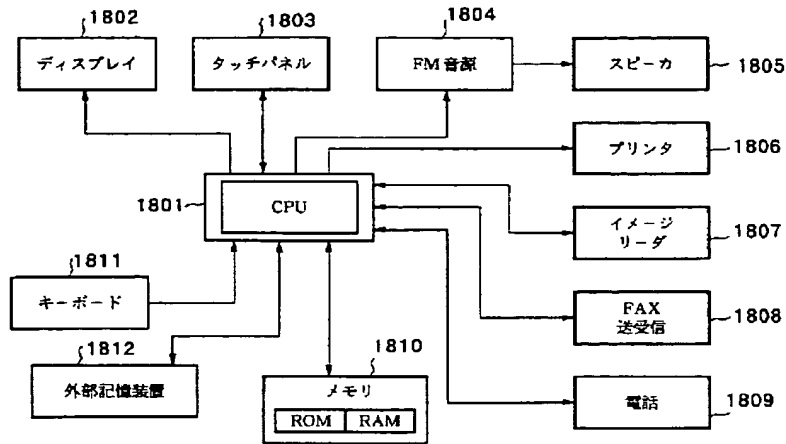 1802
1803
1804
ディスプレイ
タッチパネル
FM音源
スピーカ
1805
プリンタ
1806
1801
CPU
イメージ
リーダ
1807
1811
キーボード
FAX
送受信
1808
1812
外部記憶装置
1810
メモリ
ROM
RAM
電話
1809